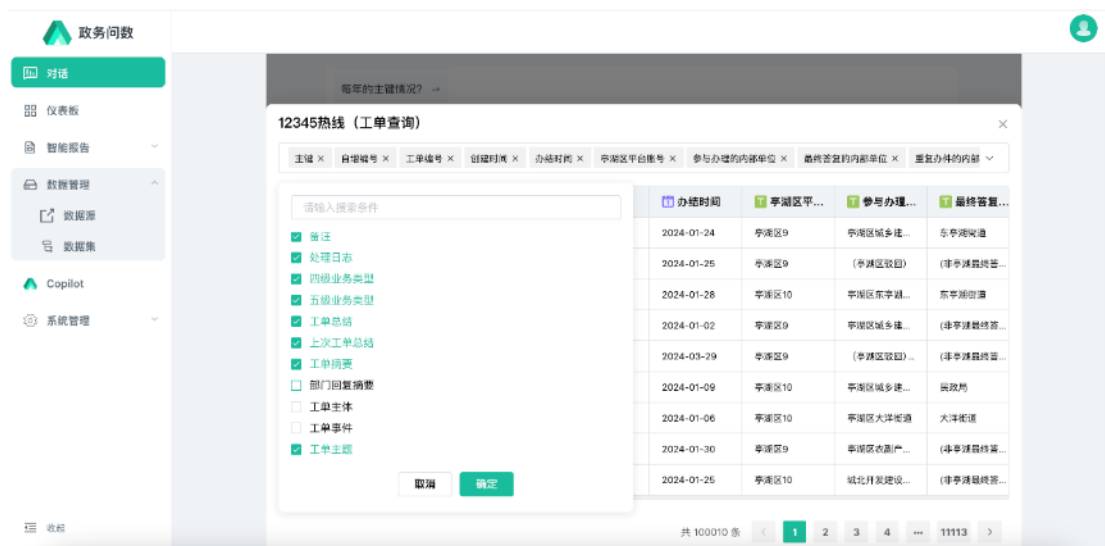 政务问数
对话
仪表板
智能报告
数据管理
数据源
数据集
Copilot
系统管理
收起
每年的主键情况? →
12345热线（工单查询） ×
主键 × 自增编号 × 工单编号 × 创建时间 × 办结时间 × 亭湖区平台账号 × 参与办理的内部单位 × 最终答复的内部单位 × 重复办件的内部
请输入搜索条件
备注
处理日志
四级业务类型
五级业务类型
工单总结
上次工单总结
工单摘要
部门回复摘要
工单主体
工单事件
工单主题
取消 确定
办结时间 亭湖区平... 参与办理... 最终答复...
2024-01-24 亭湖区9 亭湖区城乡建... 东亭湖街道
2024-01-25 亭湖区9 （亭湖区驳回） (非亭湖最终答...
2024-01-28 亭湖区10 亭湖区东亭湖... 东亭湖街道
2024-01-02 亭湖区9 亭湖区城乡建... (非亭湖最终答...
2024-03-29 亭湖区9 （亭湖区驳回）... (非亭湖最终答...
2024-01-09 亭湖区10 亭湖区城乡建... 民政局
2024-01-06 亭湖区10 亭湖区大洋街道 大洋街道
2024-01-30 亭湖区9 亭湖区农副产... (非亭湖最终答...
2024-01-25 亭湖区10 城北开发建设... (非亭湖最终答...
共 100010 条 < 1 2 3 4 ··· 11113 >